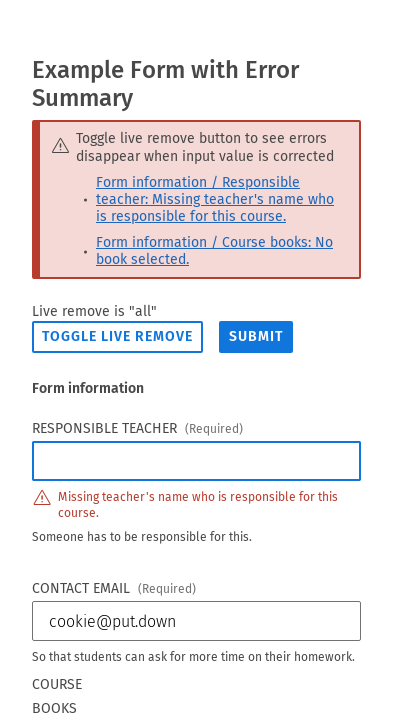 Example Form with Error
Summary
Toggle live remove button to see errors
disappear when input value is corrected
• Form information / Responsible
teacher: Missing teacher's name who
is responsible for this course.
• Form information / Course books: No
book selected.
Live remove is "all"
TOGGLE LIVE REMOVE SUBMIT
Form information
RESPONSIBLE TEACHER (Required)
Missing teacher's name who is responsible for this
course.
Someone has to be responsible for this.
CONTACT EMAIL (Required)
cookie@put.down
So that students can ask for more time on their homework.
COURSE
BOOKS